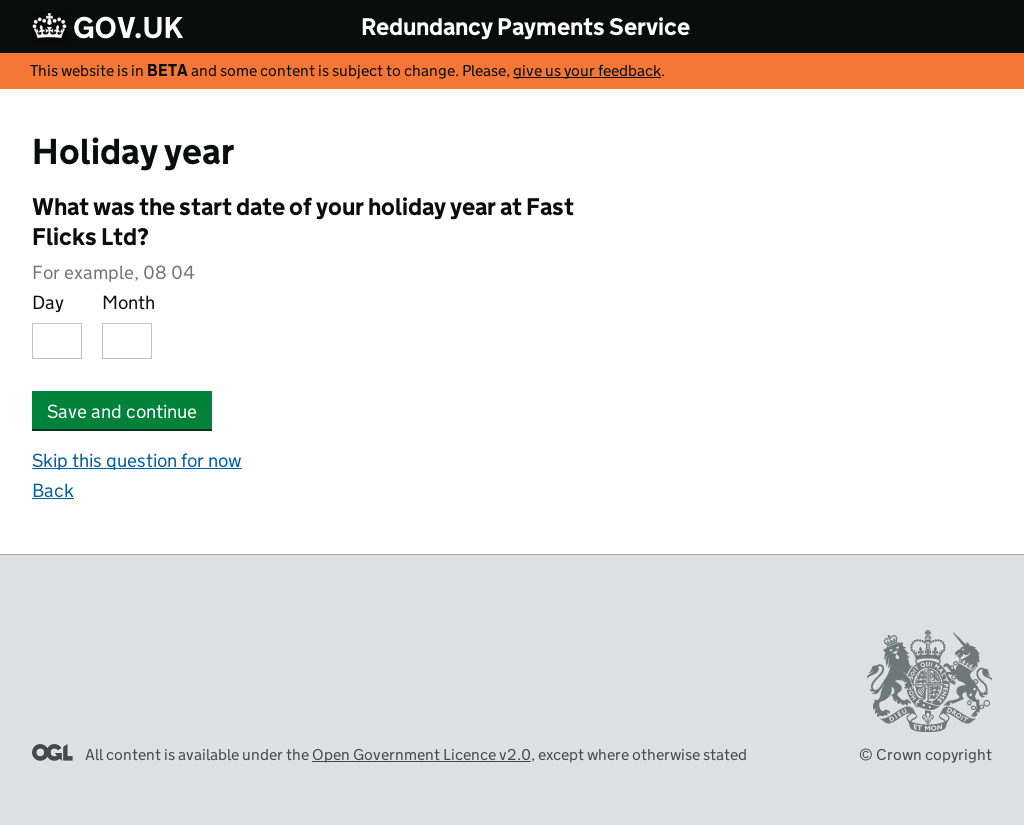 GOV.UK
Redundancy Payments Service
This website is in BETA and some content is subject to change. Please, give us your feedback.
Holiday year
What was the start date of your holiday year at Fast
Flicks Ltd?
For example, 08 04
Day Month
Save and continue
Skip this question for now
Back
OGL All content is available under the Open Government Licence v2.0, except where otherwise stated
© Crown copyright